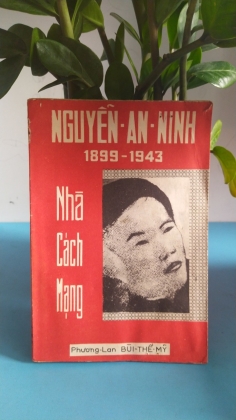 NGUYỄN·AN·NINH
1899-1943
Nhà
Cách
Mạng
Phương-Lan BÙI-THẾ-MỸ